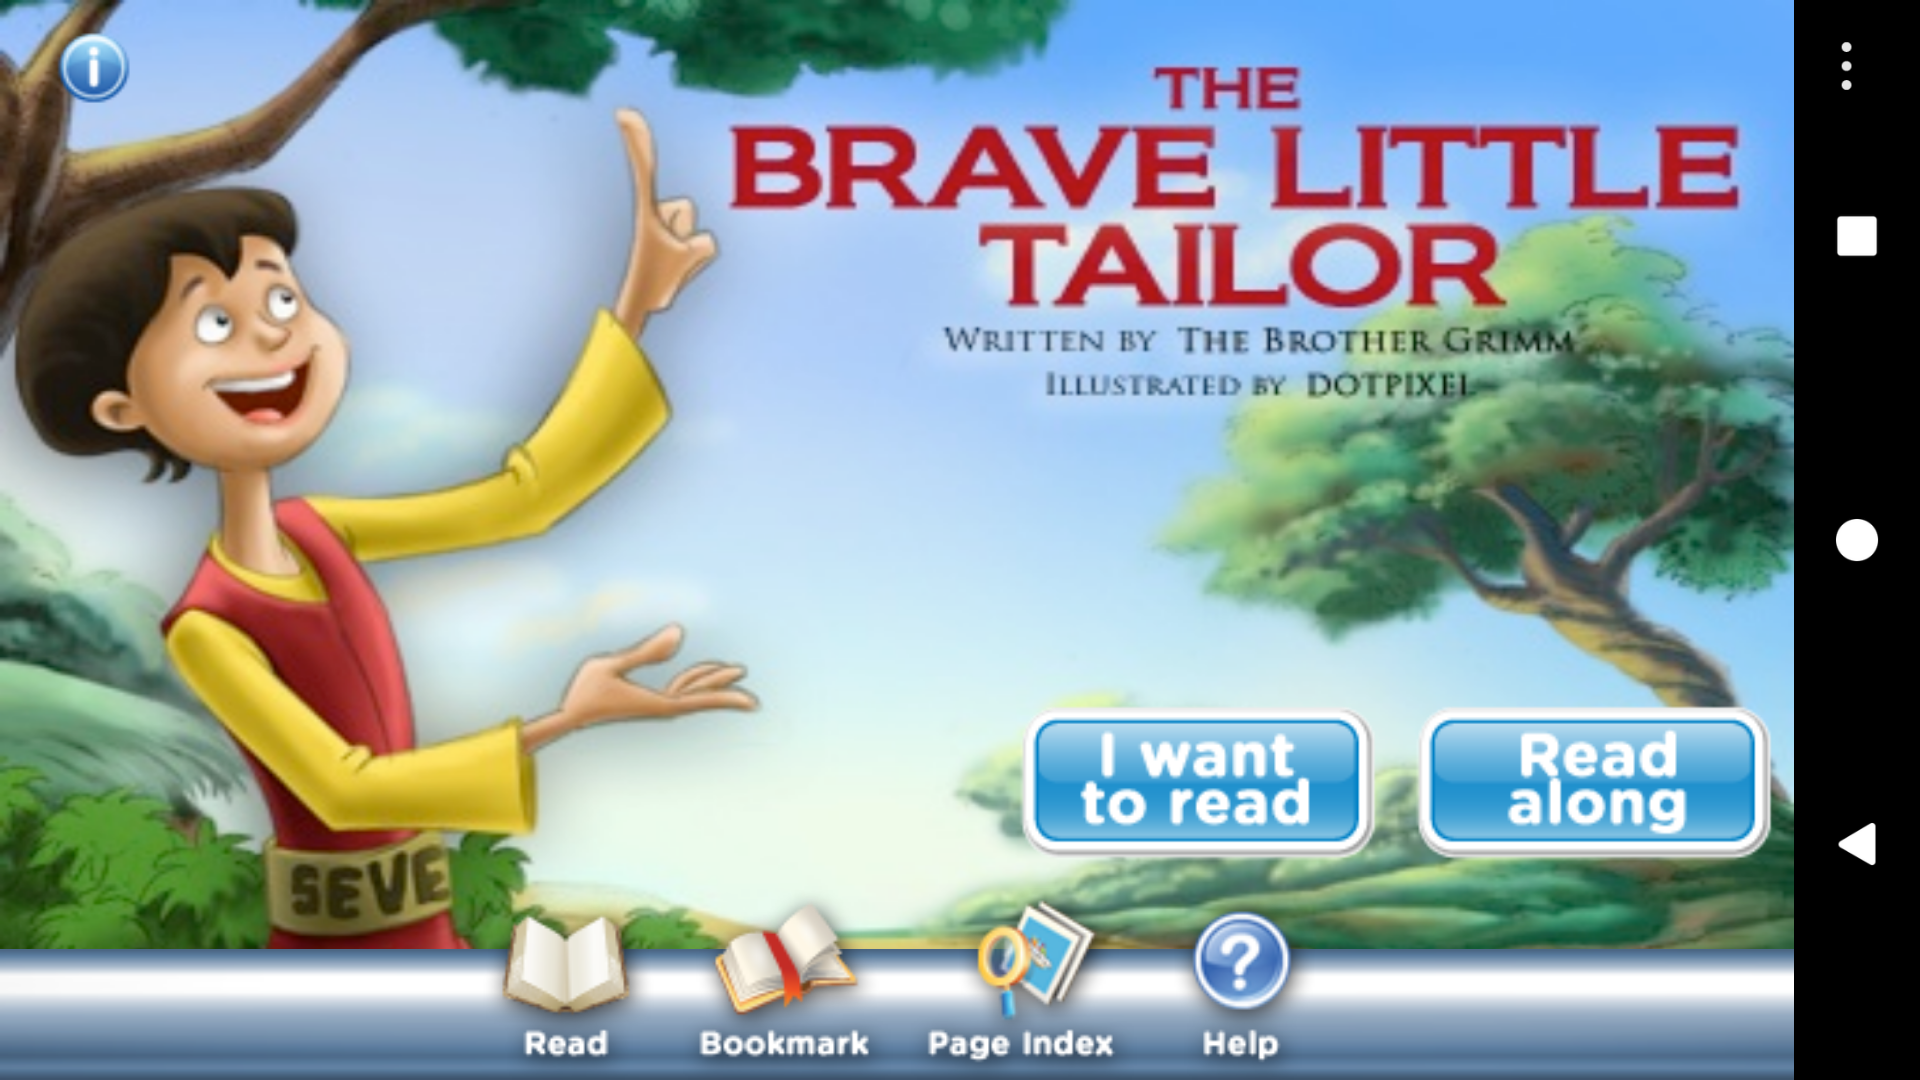 THE
BRAVE LITTLE
TAILOR
WRITTEN BY THE BROTHER GRIMM
ILLUSTRATED BY DOTPIXEL
I want
to read
Read
along
SEVE
Read
Bookmark
Page Index
Help